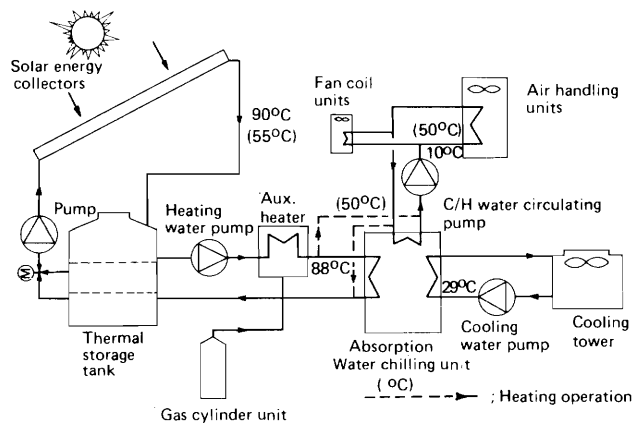 Solar energy
collectors
90°C
(55°C)
Fan coil
units
Air handling
units
(50°C)
10°C
Pump
Heating
water pump
Aux.
heater
(50°C)
C/H water circulating
pump
M
88°C
29°C
Thermal
storage
tank
Absorption
Water chilling unit
Cooling
water pump
Cooling
tower
(°C)
; Heating operation
Gas cylinder unit